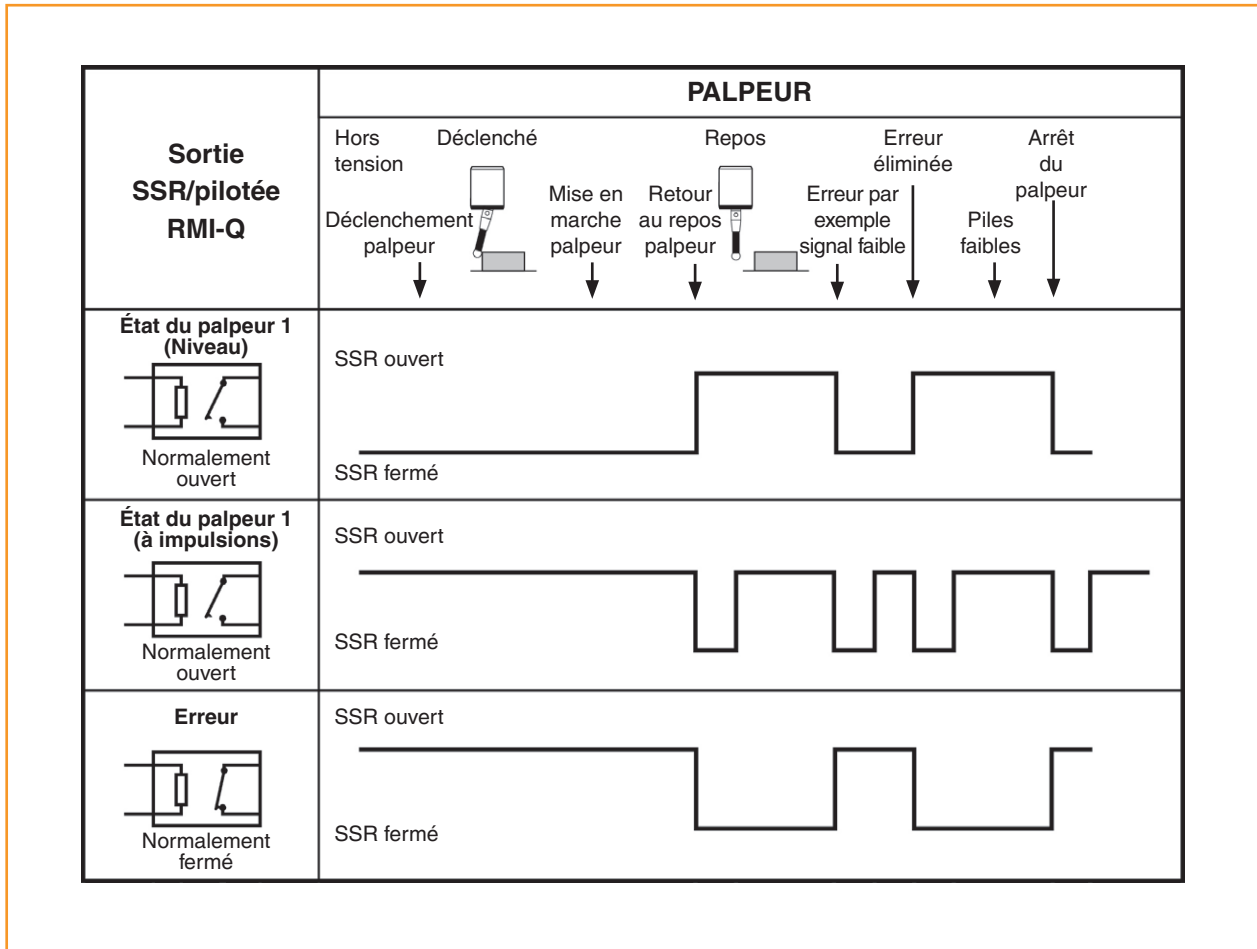 PALPEUR
Sortie
SSR/pilotée
RMI-Q
Hors
tension
Déclenchement
palpeur
Déclenché
Mise en
marche
palpeur
Retour
au repos
palpeur
Repos
Erreur par
exemple
signal faible
Erreur
éliminée
Piles
faibles
Arrêt
du
palpeur
État du palpeur 1
(Niveau)
Normalement
ouvert
SSR ouvert
SSR fermé
État du palpeur 1
(à impulsions)
Normalement
ouvert
SSR ouvert
SSR fermé
Erreur
Normalement
fermé
SSR ouvert
SSR fermé